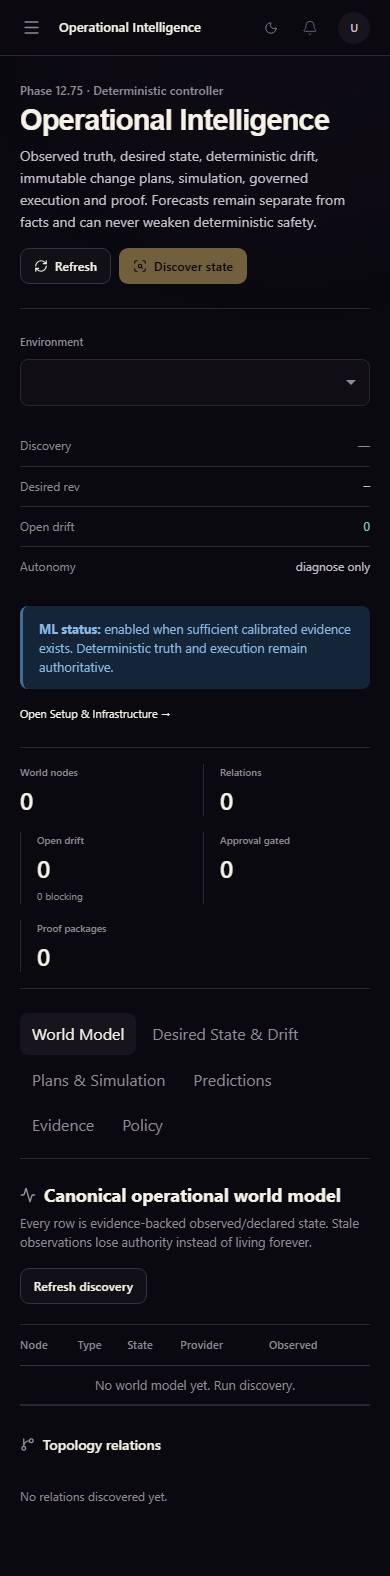 Operational Intelligence
U
Phase 12.75 · Deterministic controller
Operational Intelligence
Observed truth, desired state, deterministic drift,
immutable change plans, simulation, governed
execution and proof. Forecasts remain separate from
facts and can never weaken deterministic safety.
Refresh
Discover state
Environment
Discovery —
Desired rev –
Open drift 0
Autonomy diagnose only
ML status: enabled when sufficient calibrated evidence
exists. Deterministic truth and execution remain
authoritative.
Open Setup & Infrastructure →
World nodes Relations
0 0
Open drift Approval gated
0 0
0 blocking
Proof packages
0
World Model Desired State & Drift
Plans & Simulation Predictions
Evidence Policy
Canonical operational world model
Every row is evidence-backed observed/declared state. Stale
observations lose authority instead of living forever.
Refresh discovery
Node Type State Provider Observed
No world model yet. Run discovery.
Topology relations
No relations discovered yet.